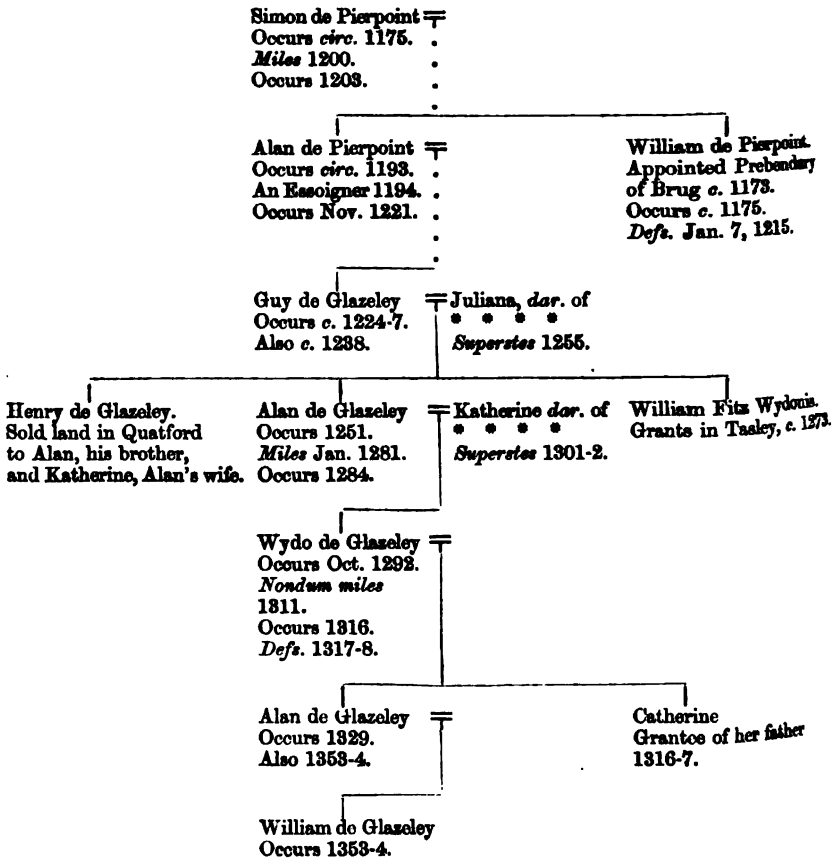 Simon de Pierpoint
Occurs circ. 1175.
Miles 1200.
Occurs 1203.
Alan de Pierpoint
Occurs circ. 1193.
An Essoigner 1194.
Occurs Nov. 1221.
William de Pierpoint.
Appointed Prebendary
of Brug c. 1173.
Occurs c. 1175.
Defs. Jan. 7, 1215.
Guy de Glazeley
Occurs c. 1224-7.
Also c. 1238.
Juliana, dar. of
* * * *
Superstes 1255.
Henry de Glazeley.
Sold land in Quatford
to Alan, his brother,
and Katherine, Alan's wife.
Alan de Glazeley
Occurs 1251.
Miles Jan. 1281.
Occurs 1284.
Katherine dar. of
* * * *
Superstes 1301-2.
William Fitz Wydonis.
Grants in Tasley, c. 1273.
Wydo de Glazeley
Occurs Oct. 1292.
Nondum miles
1311.
Occurs 1316.
Defs. 1317-8.
Alan de Glazeley
Occurs 1329.
Also 1353-4.
Catherine
Grantee of her father
1316-7.
William de Glazeley
Occurs 1353-4.